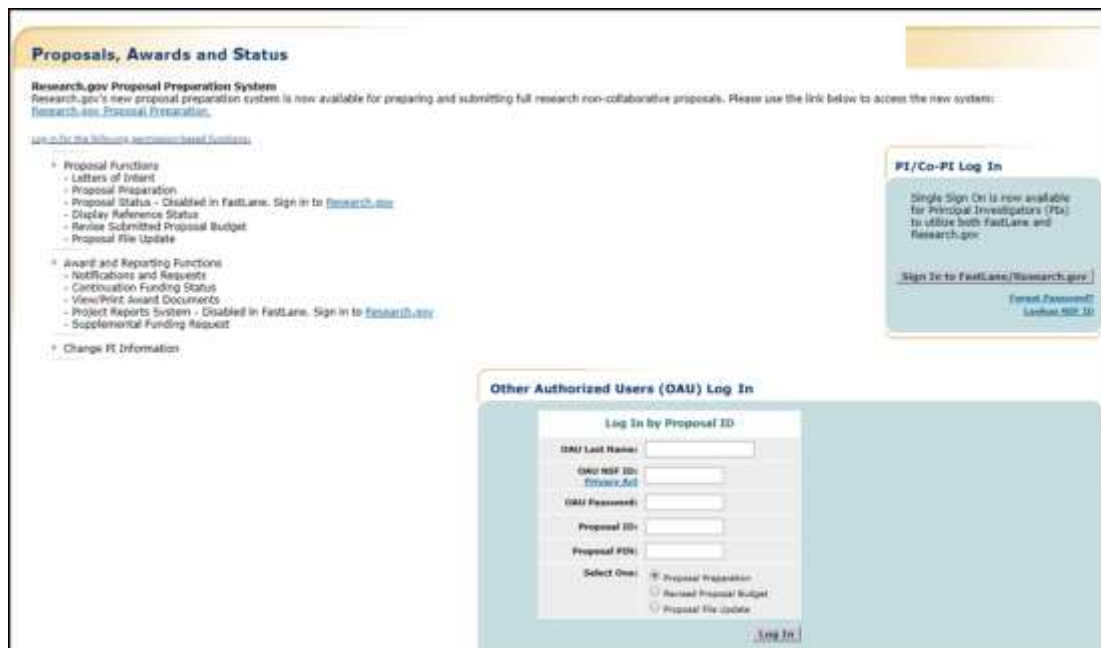 Proposals, Awards and Status
Research.gov Proposal Preparation System
Research.gov's new proposal preparation system is now available for preparing and submitting full research non-collaborative proposals. Please use the link below to access the new system:
Research.gov Proposal Preparation.
Log in for the following permission-based functions:
Proposal Functions
- Letters of Intent
- Proposal Preparation
- Proposal Status - Disabled in FastLane. Sign in to Research.gov
- Display Reference Status
- Revise Submitted Proposal Budget
- Proposal File Update
Award and Reporting Functions
- Notifications and Requests
- Continuation Funding Status
- View/Print Award Documents
- Project Reports System - Disabled in FastLane. Sign in to Research.gov
- Supplemental Funding Request
Change PI Information
PI/Co-PI Log In
Single Sign On is now available
for Principal Investigators (PIs)
to utilize both FastLane and
Research.gov
Sign In to FastLane/Research.gov
Forgot Password?
Lookup NSF ID
Other Authorized Users (OAU) Log In
Log In by Proposal ID
OAU Last Name:
OAU NSF ID:
Privacy Act
OAU Password:
Proposal ID:
Proposal PIN:
Select One:
Proposal Preparation
Revised Proposal Budget
Proposal File Update
Log In